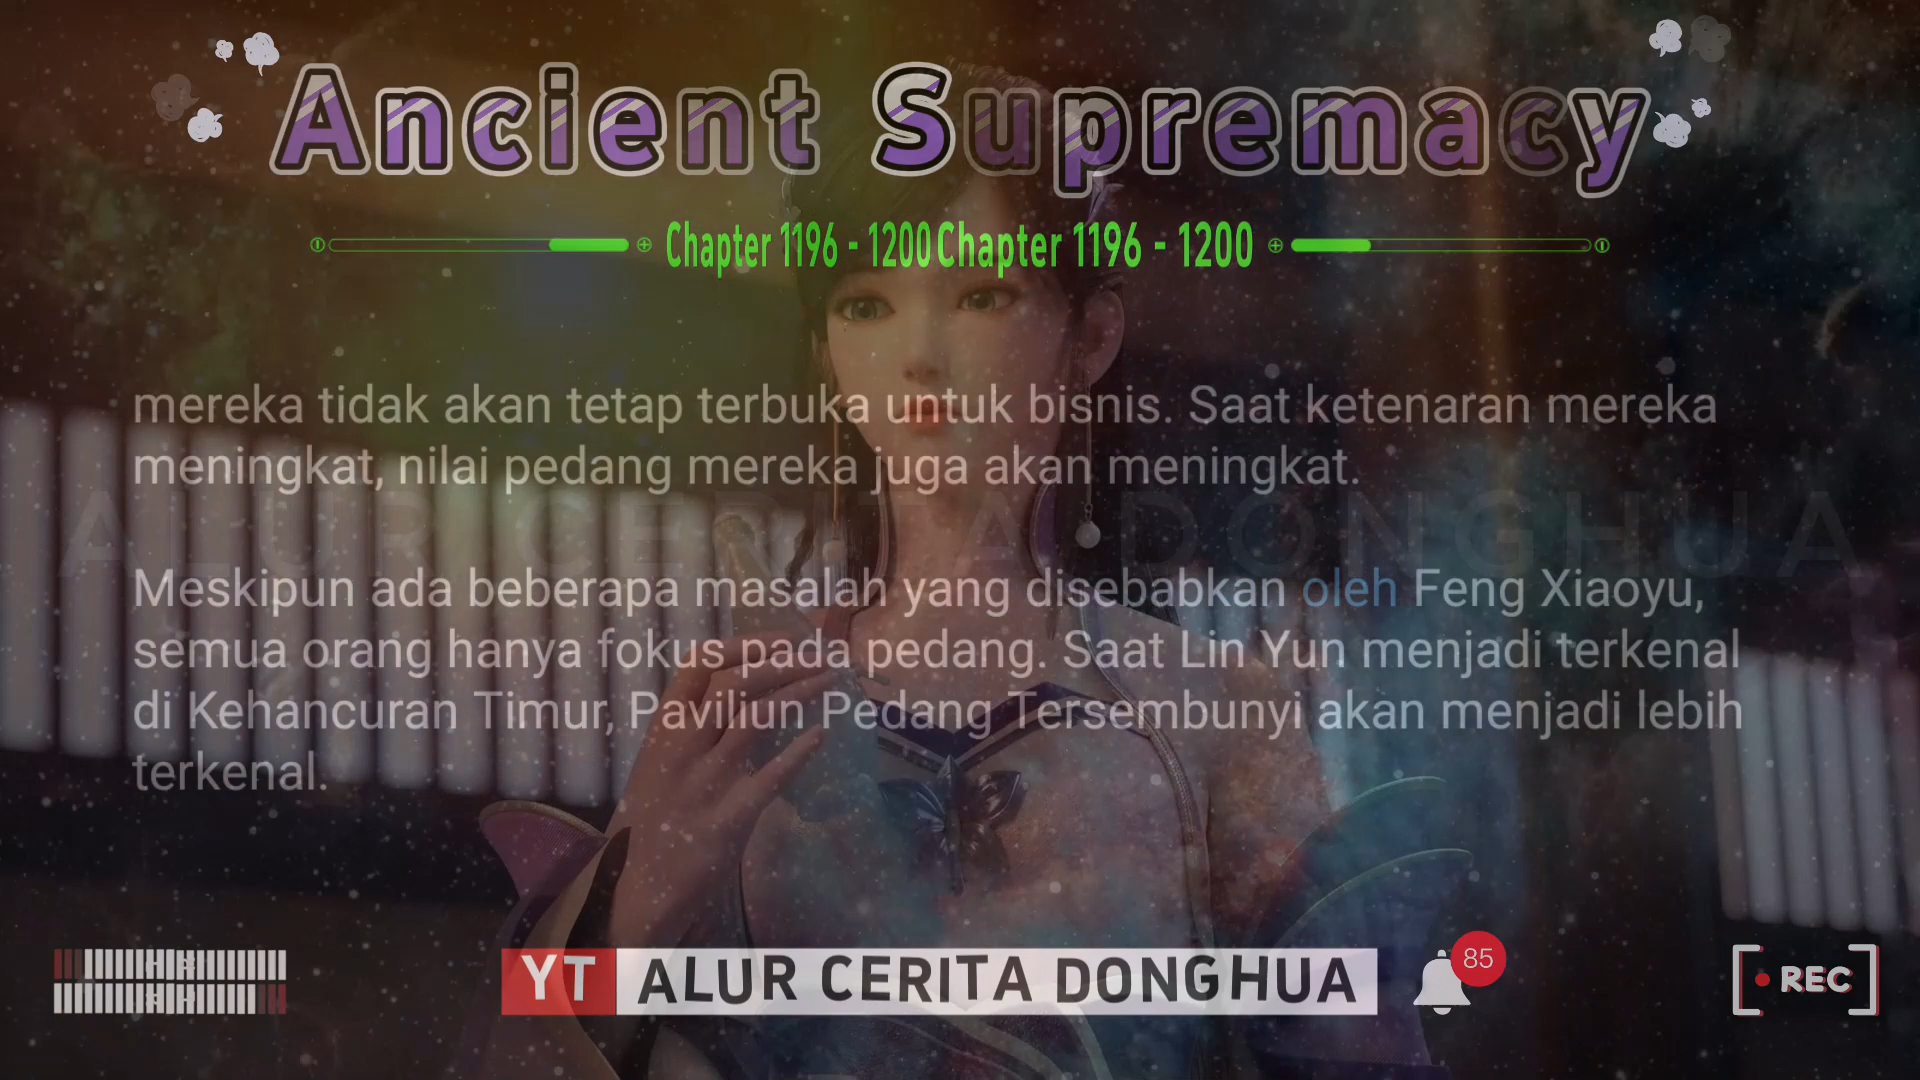 Ancient Supremacy
Chapter 1196 - 1200 Chapter 1196 - 1200
mereka tidak akan tetap terbuka untuk bisnis. Saat ketenaran mereka
meningkat, nilai pedang mereka juga akan meningkat.
ALUR CERITA DONGHUA
Meskipun ada beberapa masalah yang disebabkan oleh Feng Xiaoyu,
semua orang hanya fokus pada pedang. Saat Lin Yun menjadi terkenal
di Kehancuran Timur, Paviliun Pedang Tersembunyi akan menjadi lebih
terkenal.
YT ALUR CERITA DONGHUA
85
REC